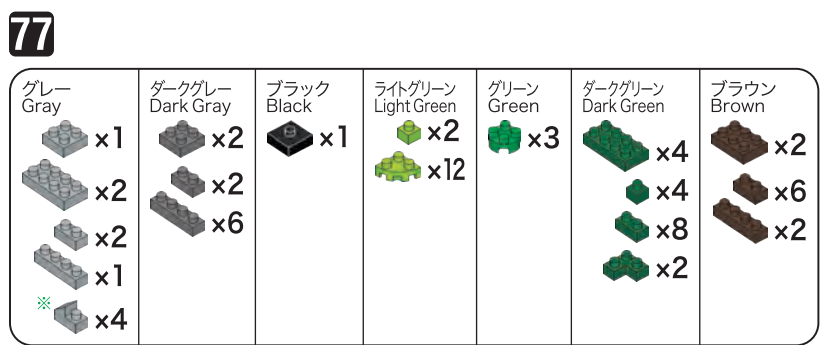 77
グレー
Gray
×1
×2
×2
×1
※
×4
ダークグレー
Dark Gray
×2
×2
×6
ブラック
Black
×1
ライトグリーン
Light Green
×2
×12
グリーン
Green
×3
ダークグリーン
Dark Green
×4
×4
×8
×2
ブラウン
Brown
×2
×6
×2